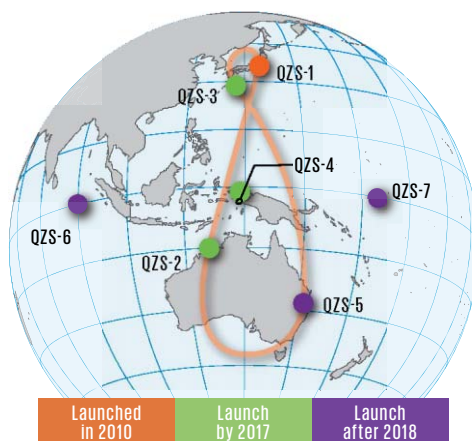 QZS-1
QZS-3
QZS-4
QZS-7
QZS-6
QZS-2
QZS-5
Launched
in 2010
Launch
by 2017
Launch
after 2018